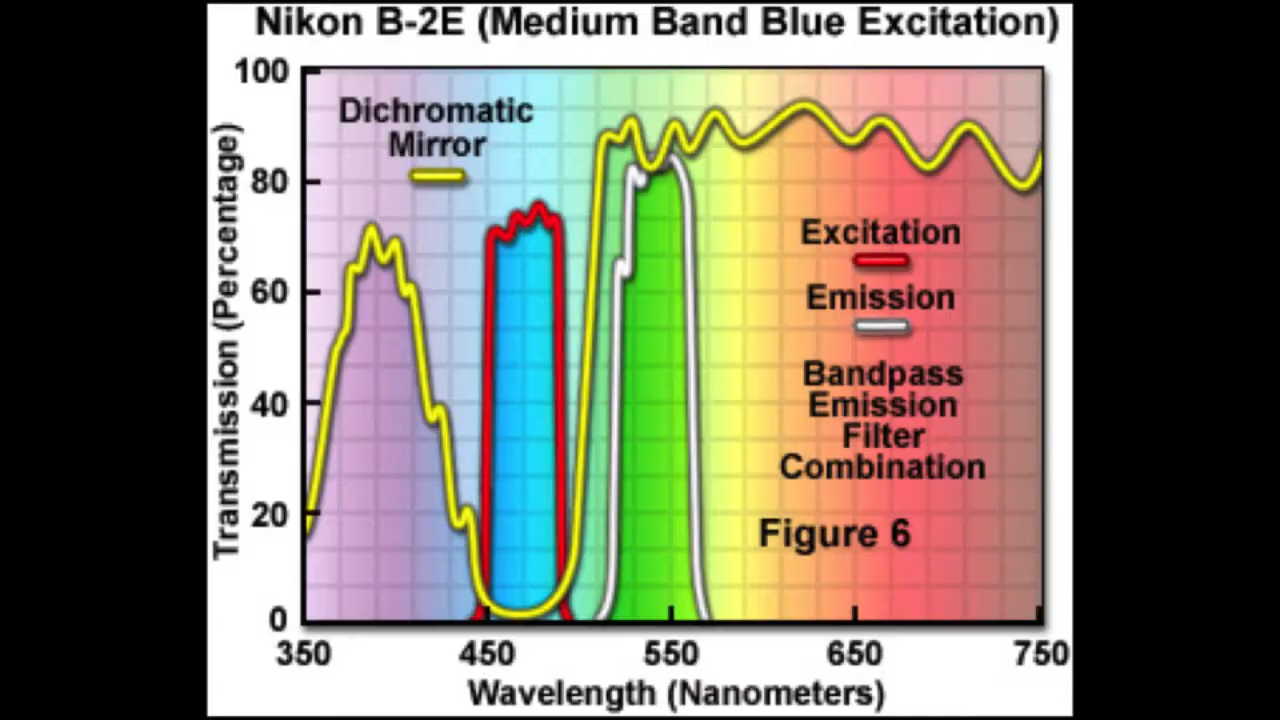 Nikon B-2E (Medium Band Blue Excitation)
100
80
60
40
20
0
Transmission (Percentage)
Dichromatic
Mirror
Excitation
Emission
Bandpass
Emission
Filter
Combination
Figure 6
350 450 550 650 750
Wavelength (Nanometers)